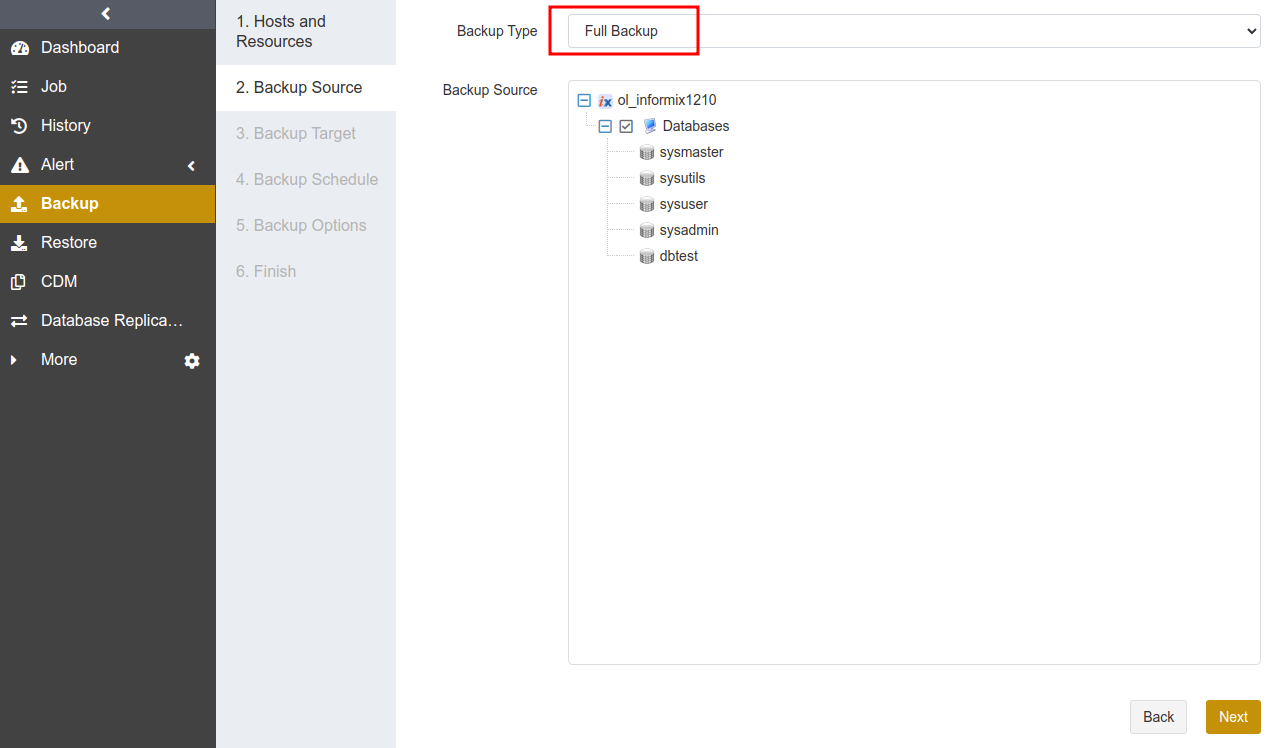 Dashboard
Job
History
Alert
Backup
Restore
CDM
Database Replica…
More
1. Hosts and
Resources
2. Backup Source
3. Backup Target
4. Backup Schedule
5. Backup Options
6. Finish
Backup Type
Full Backup
Backup Source
ix ol_informix1210
Databases
sysmaster
sysutils
sysuser
sysadmin
dbtest
Back
Next